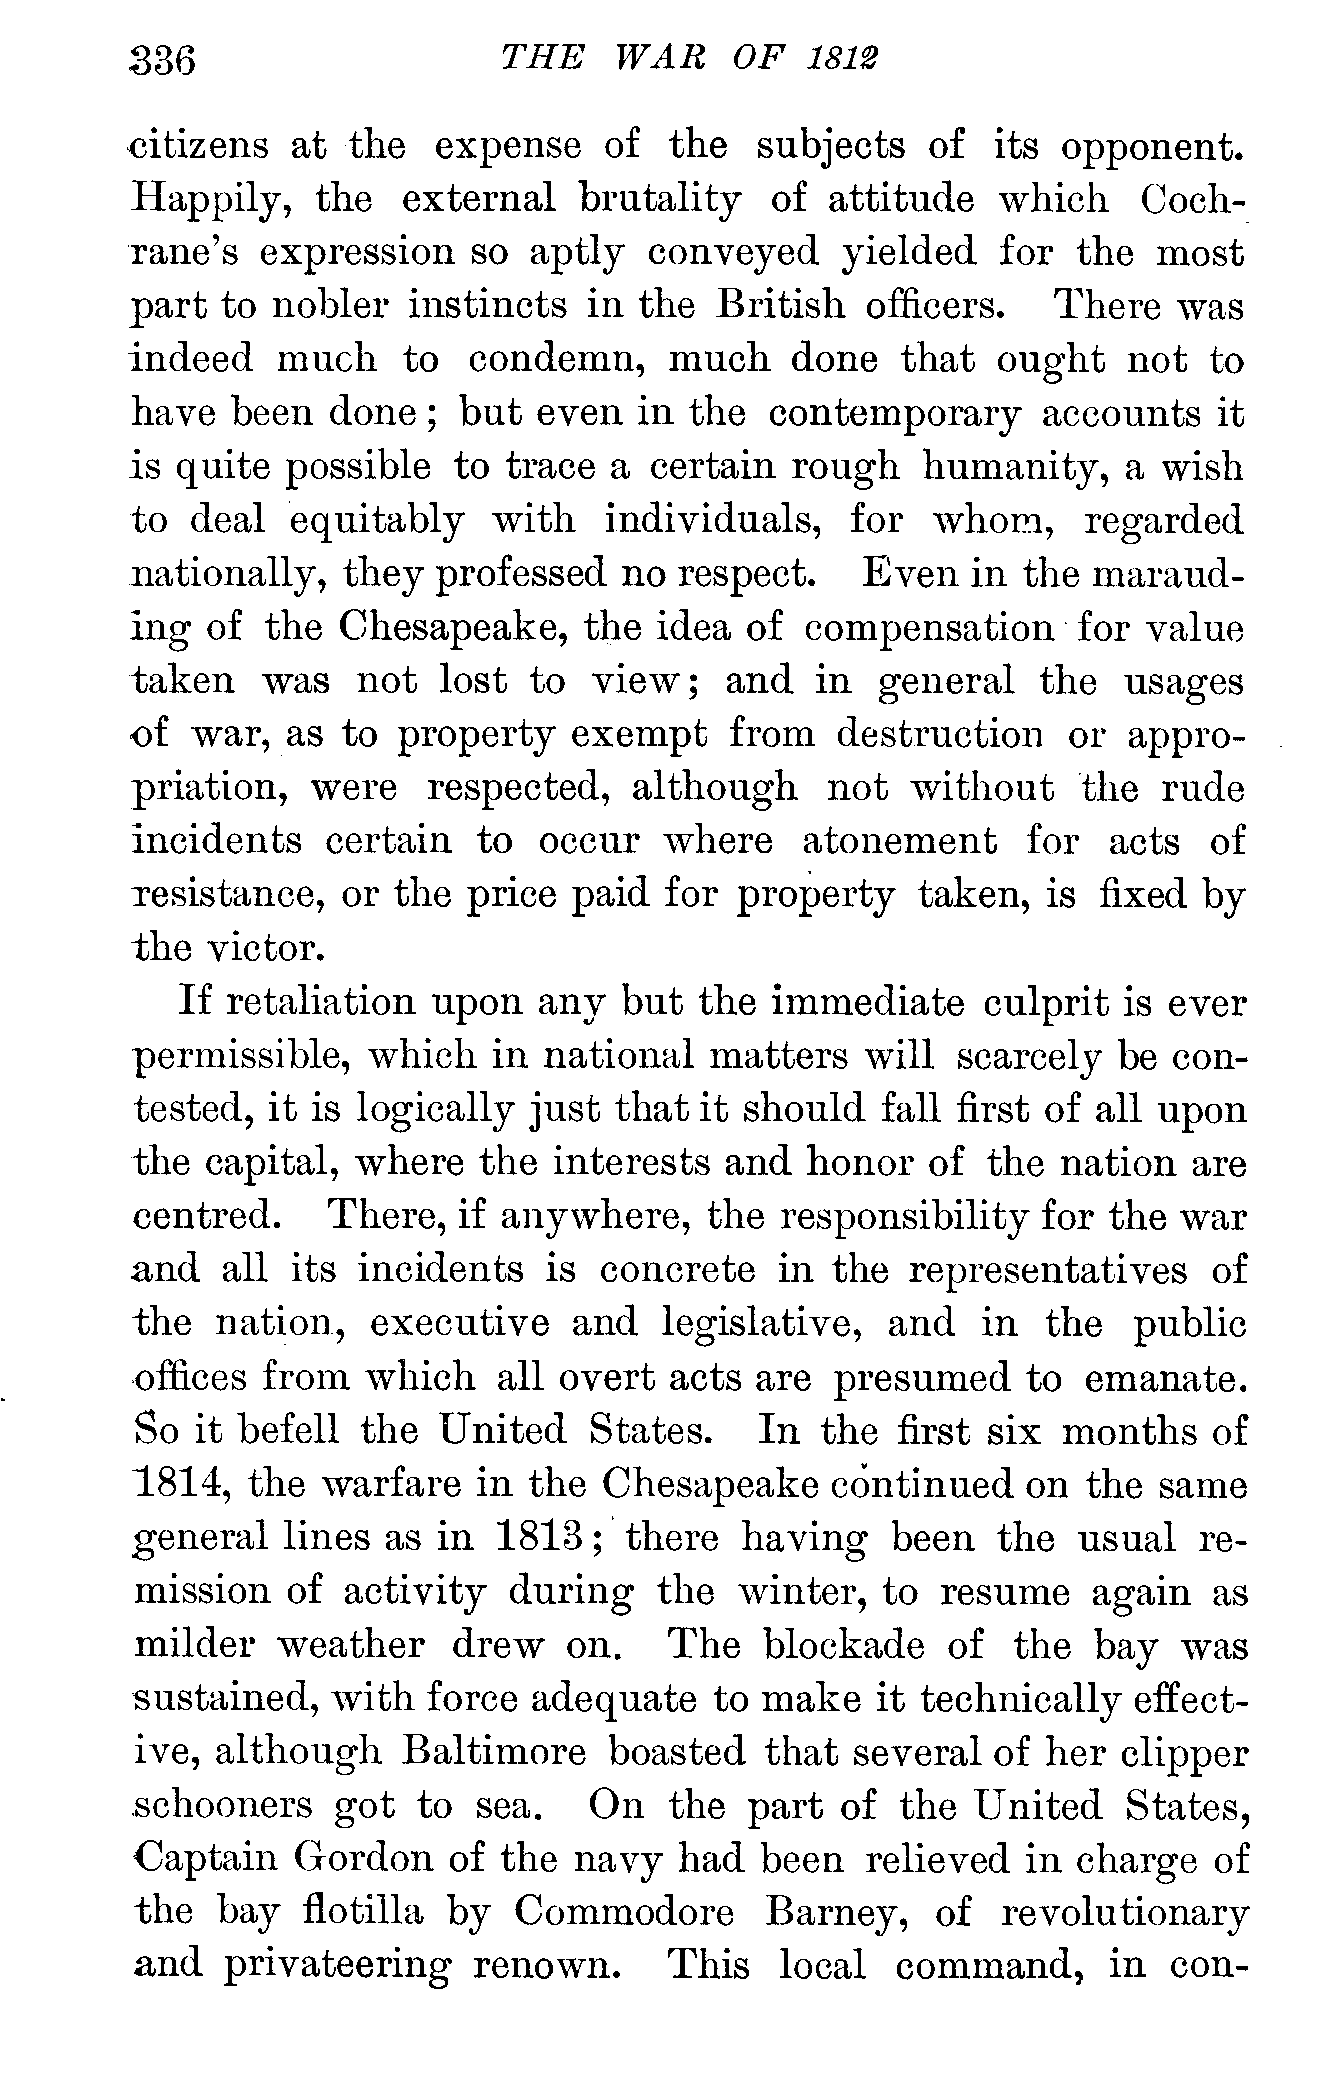 336 THE WAR OF 1812
citizens at the expense of the subjects of its opponent.
Happily, the external brutality of attitude which Coch-
rane's expression so aptly conveyed yielded for the most
part to nobler instincts in the British officers. There was
indeed much to condemn, much done that ought not to
have been done; but even in the contemporary accounts it
is quite possible to trace a certain rough humanity, a wish
to deal equitably with individuals, for whom, regarded
nationally, they professed no respect. Even in the maraud-
ing of the Chesapeake, the idea of compensation for value
taken was not lost to view; and in general the usages
of war, as to property exempt from destruction or appro-
priation, were respected, although not without the rude
incidents certain to occur where atonement for acts of
resistance, or the price paid for property taken, is fixed by
the victor.
If retaliation upon any but the immediate culprit is ever
permissible, which in national matters will scarcely be con-
tested, it is logically just that it should fall first of all upon
the capital, where the interests and honor of the nation are
centred. There, if anywhere, the responsibility for the war
and all its incidents is concrete in the representatives of
the nation, executive and legislative, and in the public
offices from which all overt acts are presumed to emanate.
So it befell the United States. In the first six months of
1814, the warfare in the Chesapeake continued on the same
general lines as in 1813; there having been the usual re-
mission of activity during the winter, to resume again as
milder weather drew on. The blockade of the bay was
sustained, with force adequate to make it technically effect-
ive, although Baltimore boasted that several of her clipper
schooners got to sea. On the part of the United States,
Captain Gordon of the navy had been relieved in charge of
the bay flotilla by Commodore Barney, of revolutionary
and privateering renown. This local command, in con-